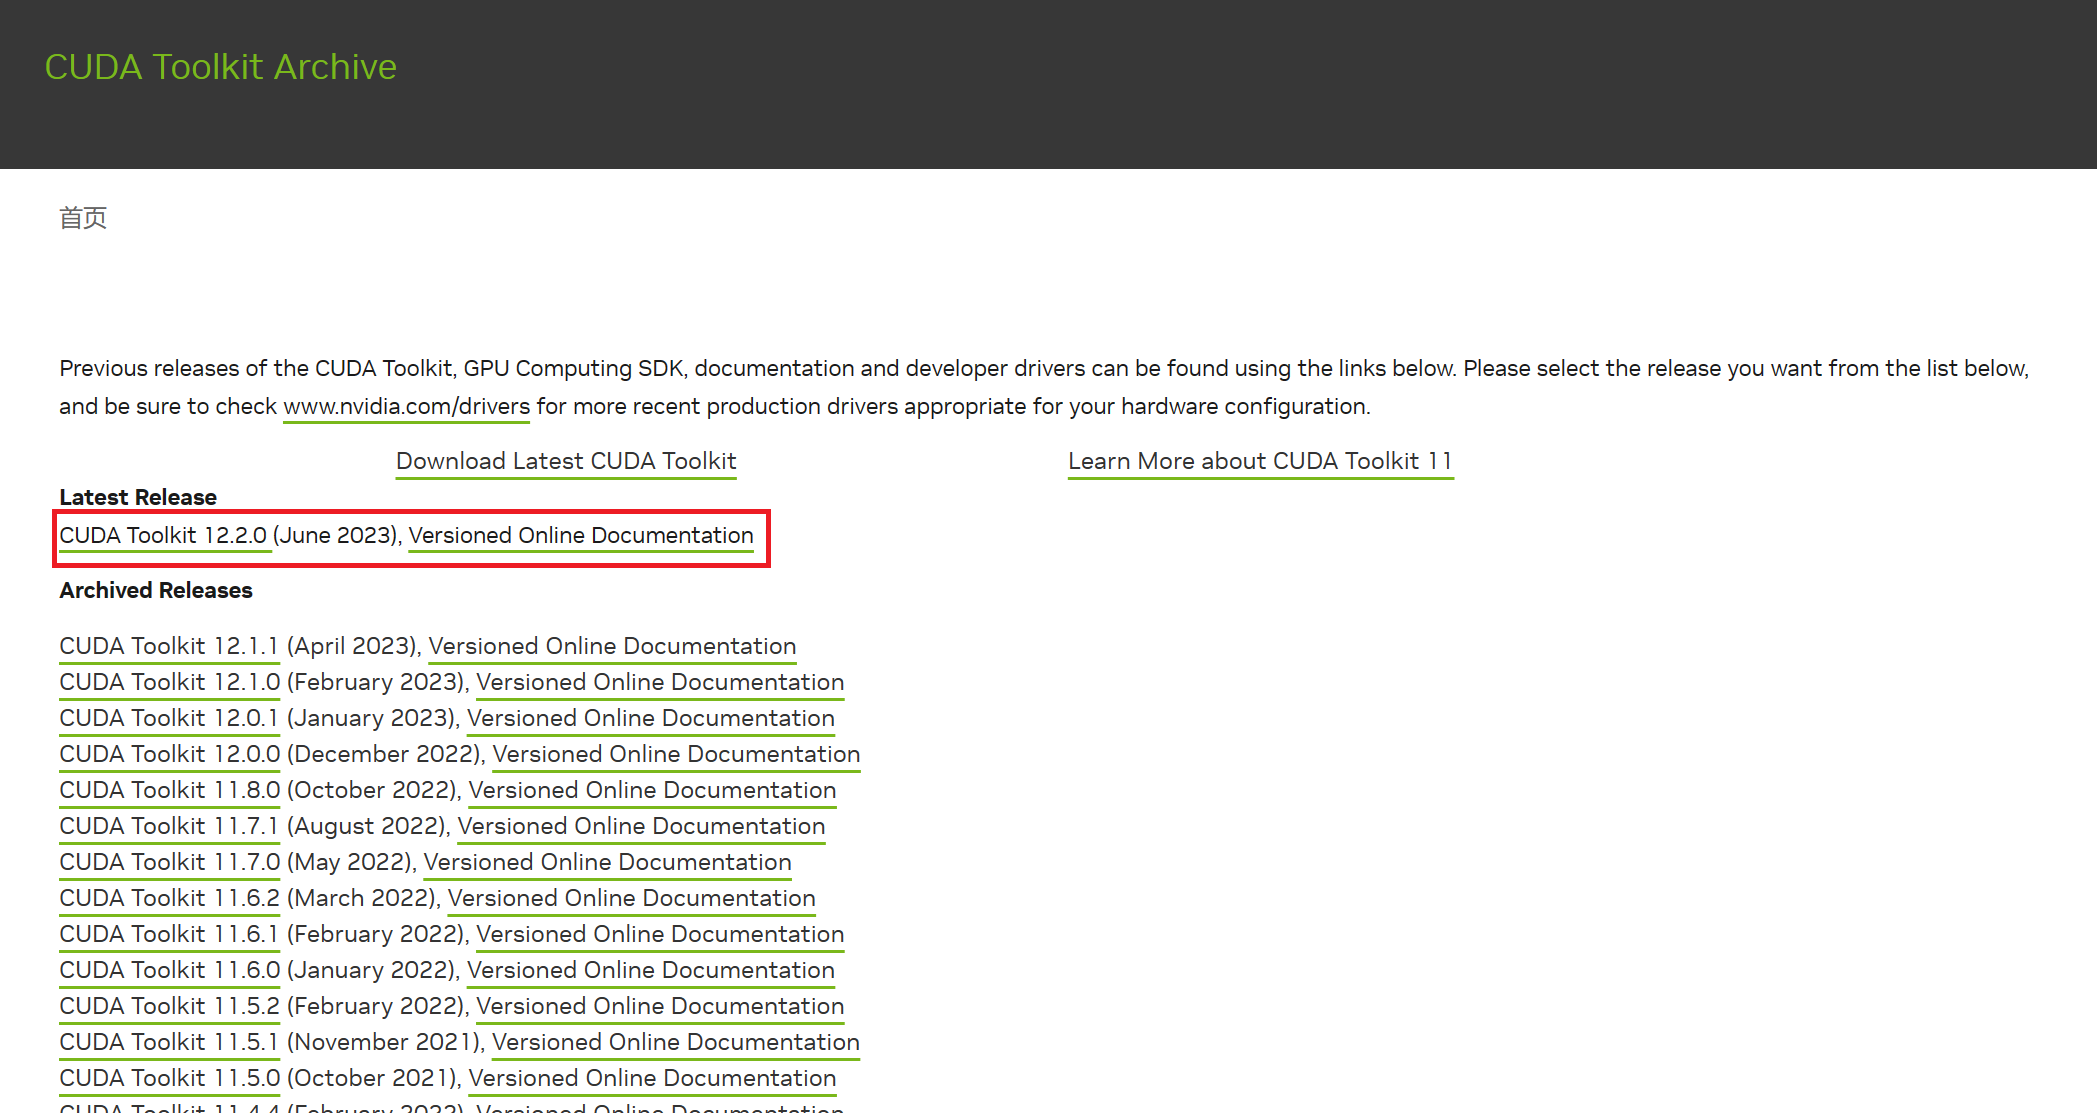 CUDA Toolkit Archive
首页
Previous releases of the CUDA Toolkit, GPU Computing SDK, documentation and developer drivers can be found using the links below. Please select the release you want from the list below,
and be sure to check www.nvidia.com/drivers for more recent production drivers appropriate for your hardware configuration.
Download Latest CUDA Toolkit Learn More about CUDA Toolkit 11
Latest Release
CUDA Toolkit 12.2.0 (June 2023), Versioned Online Documentation
Archived Releases
CUDA Toolkit 12.1.1 (April 2023), Versioned Online Documentation
CUDA Toolkit 12.1.0 (February 2023), Versioned Online Documentation
CUDA Toolkit 12.0.1 (January 2023), Versioned Online Documentation
CUDA Toolkit 12.0.0 (December 2022), Versioned Online Documentation
CUDA Toolkit 11.8.0 (October 2022), Versioned Online Documentation
CUDA Toolkit 11.7.1 (August 2022), Versioned Online Documentation
CUDA Toolkit 11.7.0 (May 2022), Versioned Online Documentation
CUDA Toolkit 11.6.2 (March 2022), Versioned Online Documentation
CUDA Toolkit 11.6.1 (February 2022), Versioned Online Documentation
CUDA Toolkit 11.6.0 (January 2022), Versioned Online Documentation
CUDA Toolkit 11.5.2 (February 2022), Versioned Online Documentation
CUDA Toolkit 11.5.1 (November 2021), Versioned Online Documentation
CUDA Toolkit 11.5.0 (October 2021), Versioned Online Documentation
CUDA Toolkit 11.4.4 (February 2022), Versioned Online Documentation